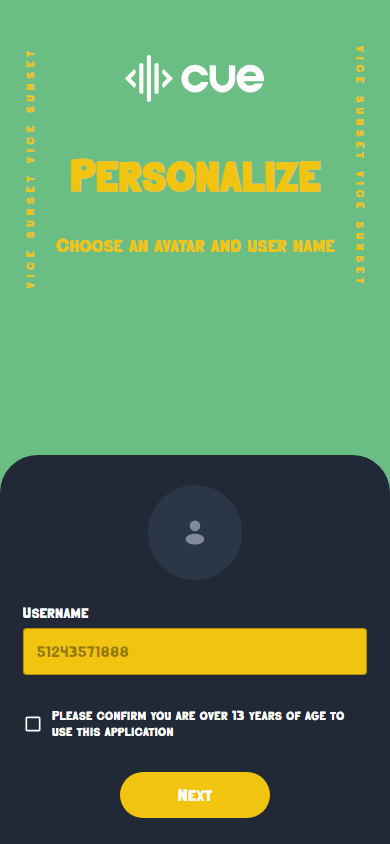 cue
VICE SUNSET VICE SUNSET
VICE SUNSET VICE SUNSET
Personalize
Choose an avatar and user name
Username
51243571888
Please confirm you are over 13 years of age to
use this application
Next